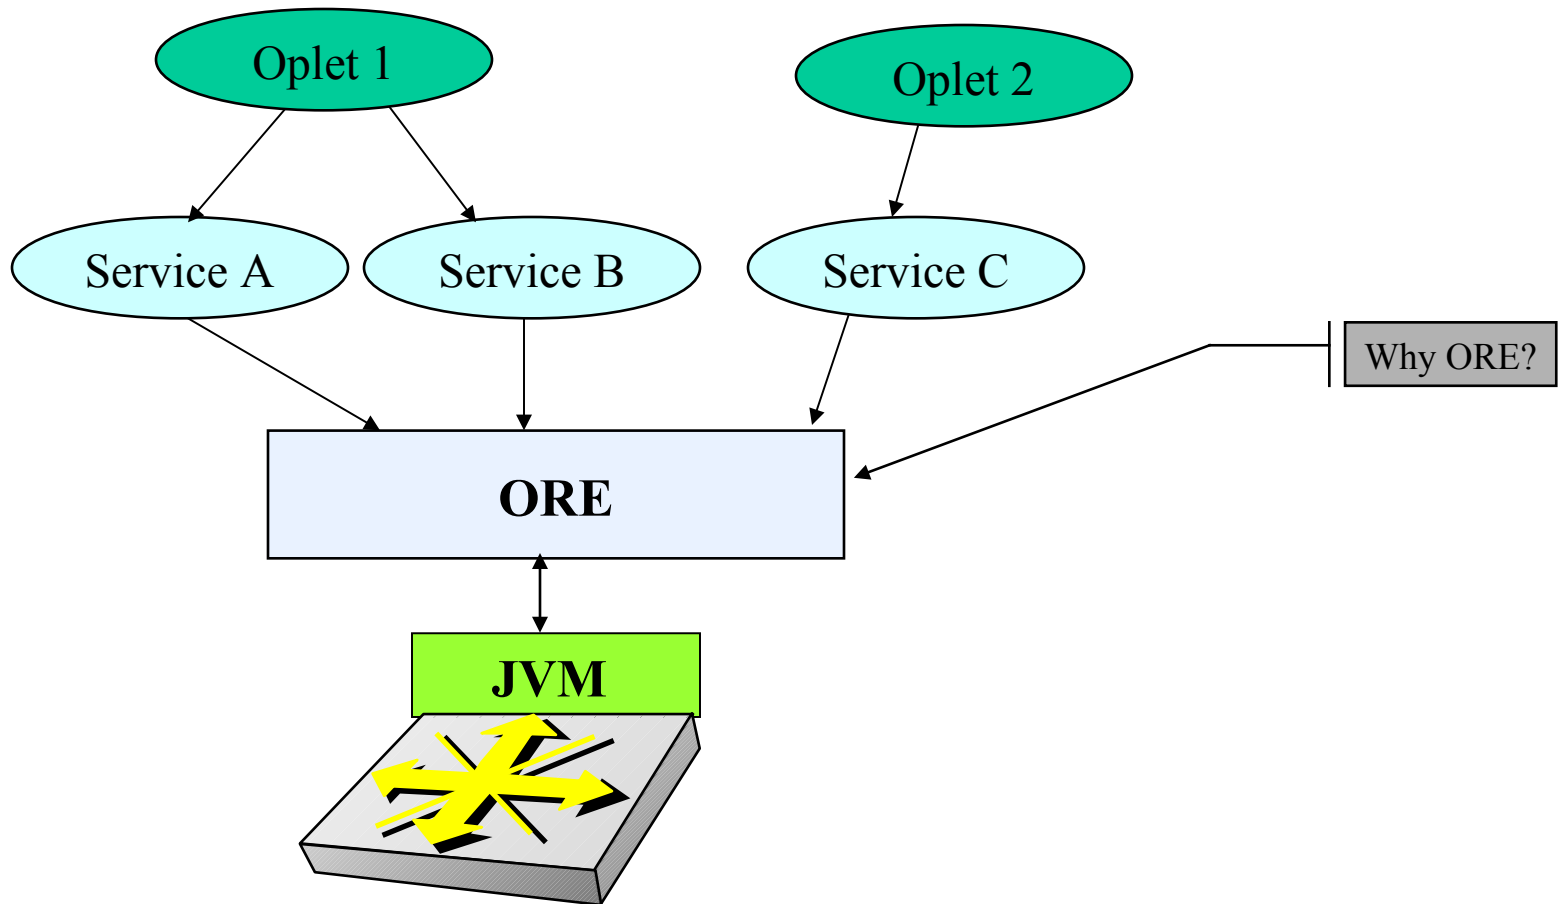 Oplet 1
Oplet 2
Service A
Service B
Service C
Why ORE?
ORE
JVM